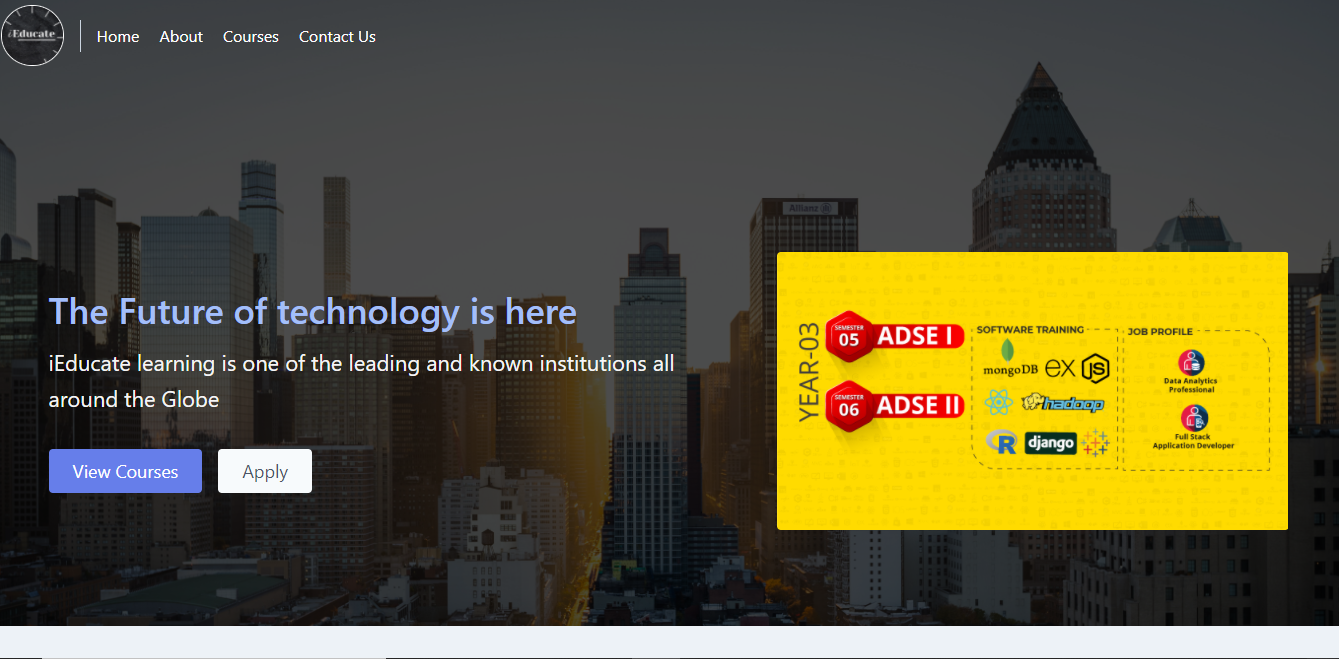 iEducate
Home
About
Courses
Contact Us
Allianz
The Future of technology is here
iEducate learning is one of the leading and known institutions all
around the Globe
View Courses
Apply
YEAR-03
SEMESTER
05
ADSE I
SEMESTER
06
ADSE II
SOFTWARE TRAINING
mongoDB
ex
JS
hadoop
R
django
JOB PROFILE
Data Analytics
Professional
Full Stack
Application Developer